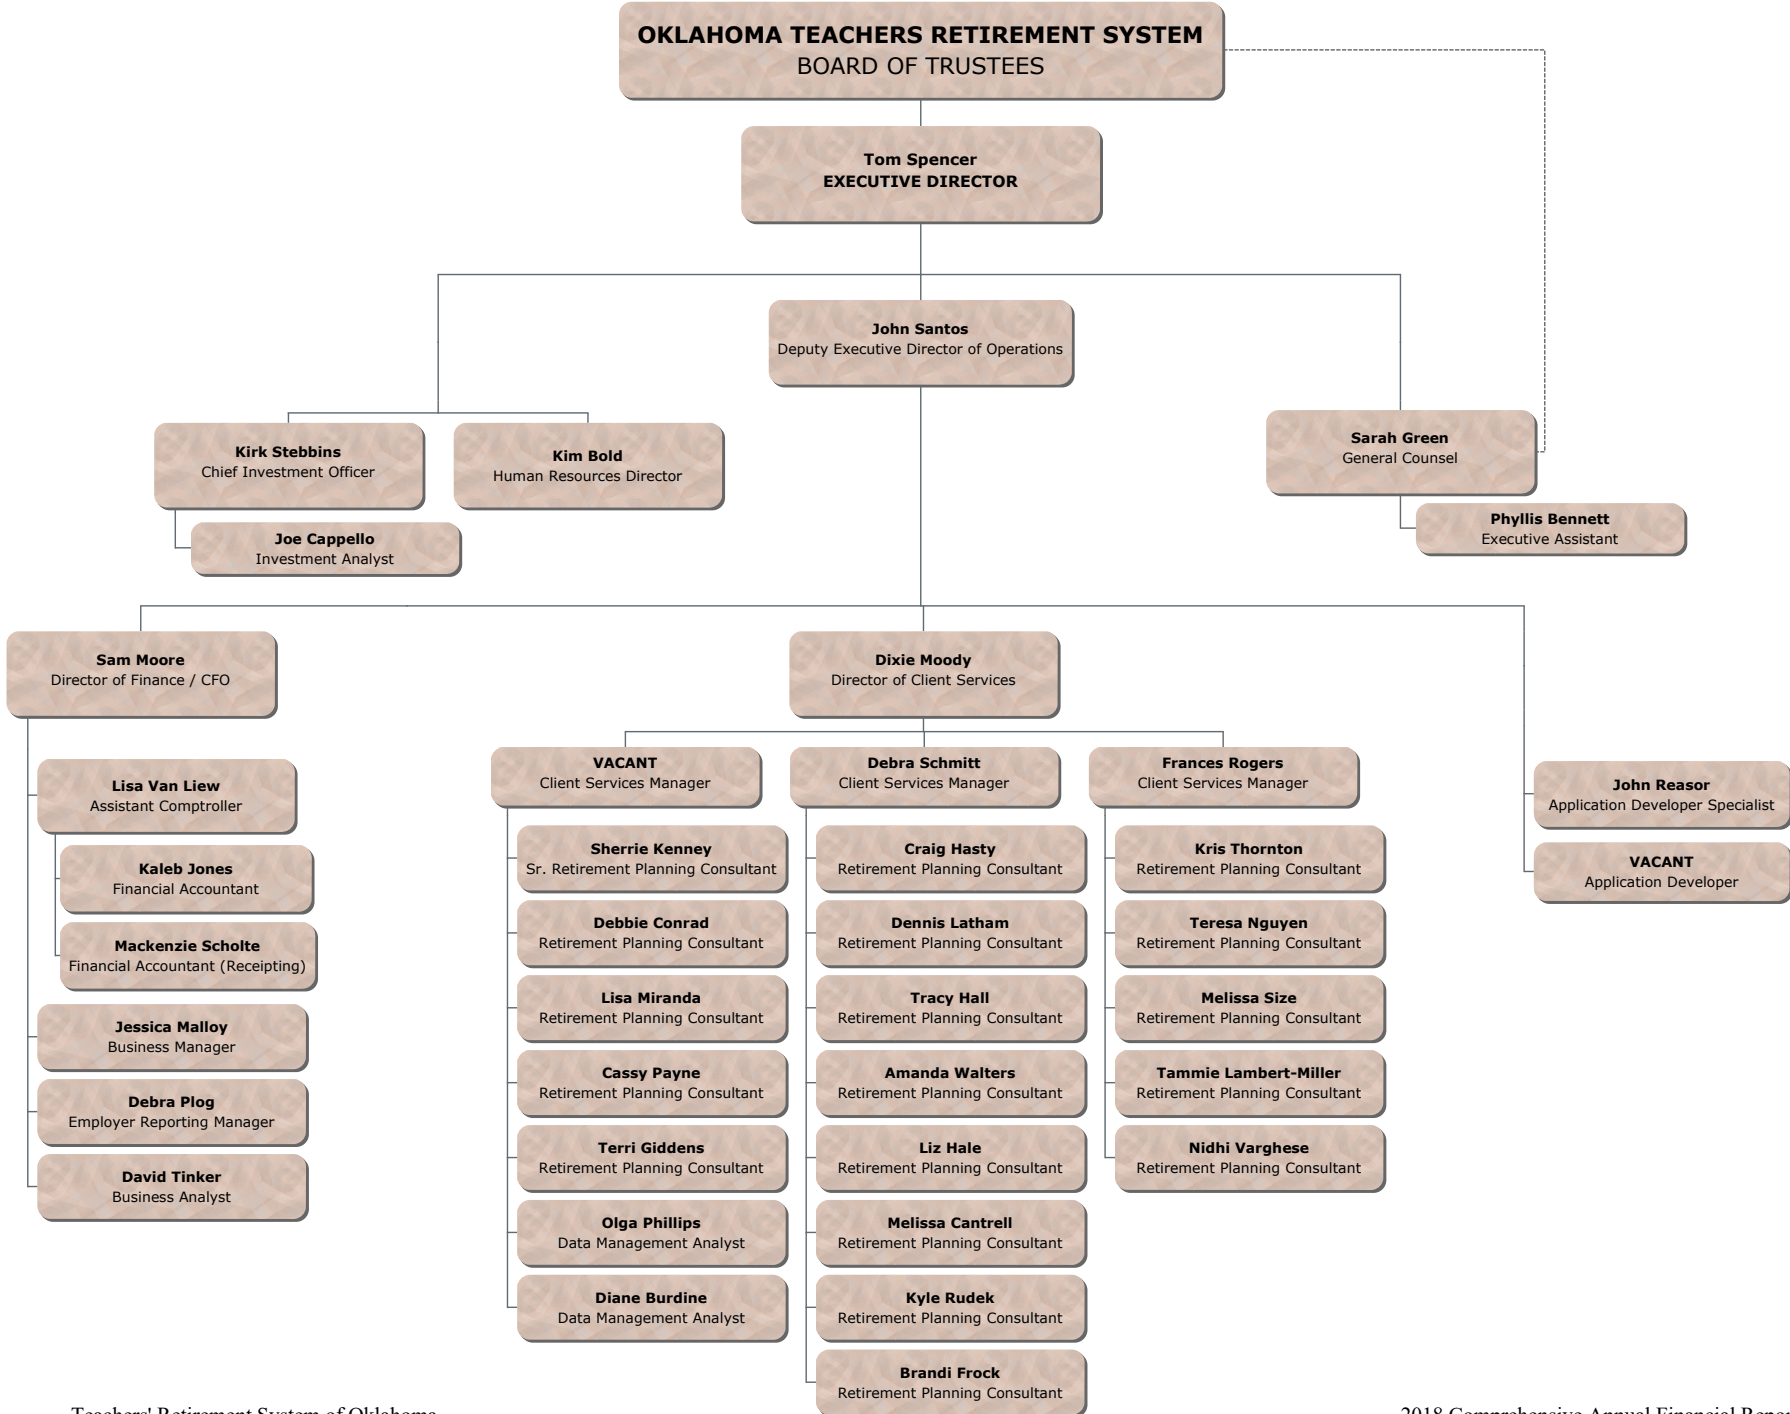 OKLAHOMA TEACHERS RETIREMENT SYSTEM
BOARD OF TRUSTEES
Tom Spencer
EXECUTIVE DIRECTOR
John Santos
Deputy Executive Director of Operations
Kirk Stebbins
Chief Investment Officer
Kim Bold
Human Resources Director
Sarah Green
General Counsel
Joe Cappello
Investment Analyst
Phyllis Bennett
Executive Assistant
Sam Moore
Director of Finance / CFO
Lisa Van Liew
Assistant Comptroller
Kaleb Jones
Financial Accountant
Mackenzie Scholte
Financial Accountant (Receipting)
Jessica Malloy
Business Manager
Debra Plog
Employer Reporting Manager
David Tinker
Business Analyst
Dixie Moody
Director of Client Services
VACANT
Client Services Manager
Sherrie Kenney
Sr. Retirement Planning Consultant
Debbie Conrad
Retirement Planning Consultant
Lisa Miranda
Retirement Planning Consultant
Cassy Payne
Retirement Planning Consultant
Terri Giddens
Retirement Planning Consultant
Olga Phillips
Data Management Analyst
Diane Burdine
Data Management Analyst
Debra Schmitt
Client Services Manager
Craig Hasty
Retirement Planning Consultant
Dennis Latham
Retirement Planning Consultant
Tracy Hall
Retirement Planning Consultant
Amanda Walters
Retirement Planning Consultant
Liz Hale
Retirement Planning Consultant
Melissa Cantrell
Retirement Planning Consultant
Kyle Rudek
Retirement Planning Consultant
Brandi Frock
Retirement Planning Consultant
Frances Rogers
Client Services Manager
Kris Thornton
Retirement Planning Consultant
Teresa Nguyen
Retirement Planning Consultant
Melissa Size
Retirement Planning Consultant
Tammie Lambert-Miller
Retirement Planning Consultant
Nidhi Varghese
Retirement Planning Consultant
John Reasor
Application Developer Specialist
VACANT
Application Developer
Teachers' Retirement System of Oklahoma
2018 Comprehensive Annual Financial